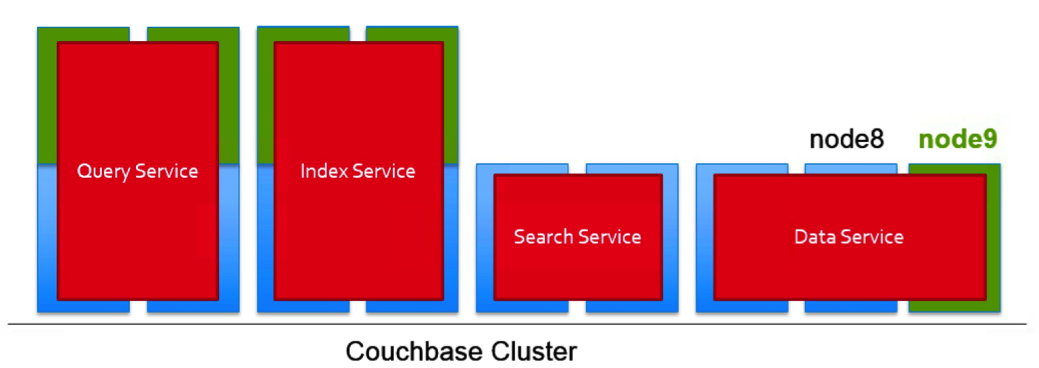 node8
node9
Query Service
Index Service
Search Service
Data Service
Couchbase Cluster